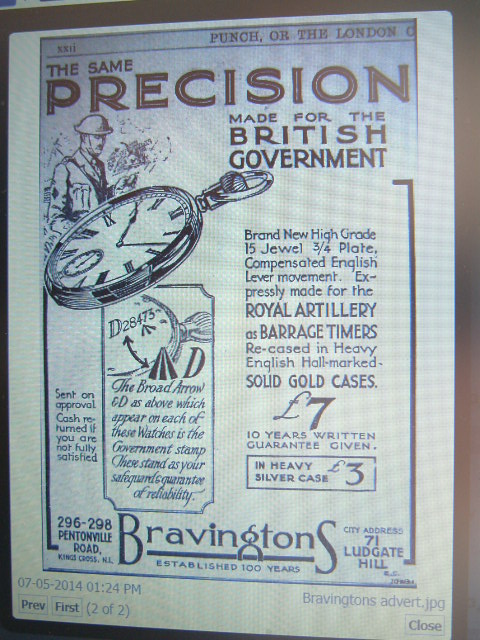 xxii
PUNCH, OR THE LONDON C
THE SAME
PRECISION
MADE FOR THE
BRITISH
GOVERNMENT
Brand New High Grade
15 Jewel 3/4 Plate,
Compensated English
Lever movement. Ex-
pressly made for the
ROYAL ARTILLERY
as BARRAGE TIMERS
Re-cased in Heavy
English Hall-marked-
SOLID GOLD CASES.
£7
10 YEARS WRITTEN
GUARANTEE GIVEN.
IN HEAVY
SILVER CASE £3
D28473
D
The Broad Arrow
& D as above which
appear on each of
these Watches is the
Government stamp
These stand as your
safeguard & guarantee
of reliability.
Sent on
approval
Cash re-
turned if
you are
not fully
satisfied
296-298
PENTONVILLE
ROAD,
KINGS CROSS, N.1.
BravingtonS
ESTABLISHED 100 YEARS
CITY ADDRESS
71
LUDGATE
HILL
E.C.
07-05-2014 01:24 PM
Bravingtons advert.jpg
Prev First (2 of 2)
Close